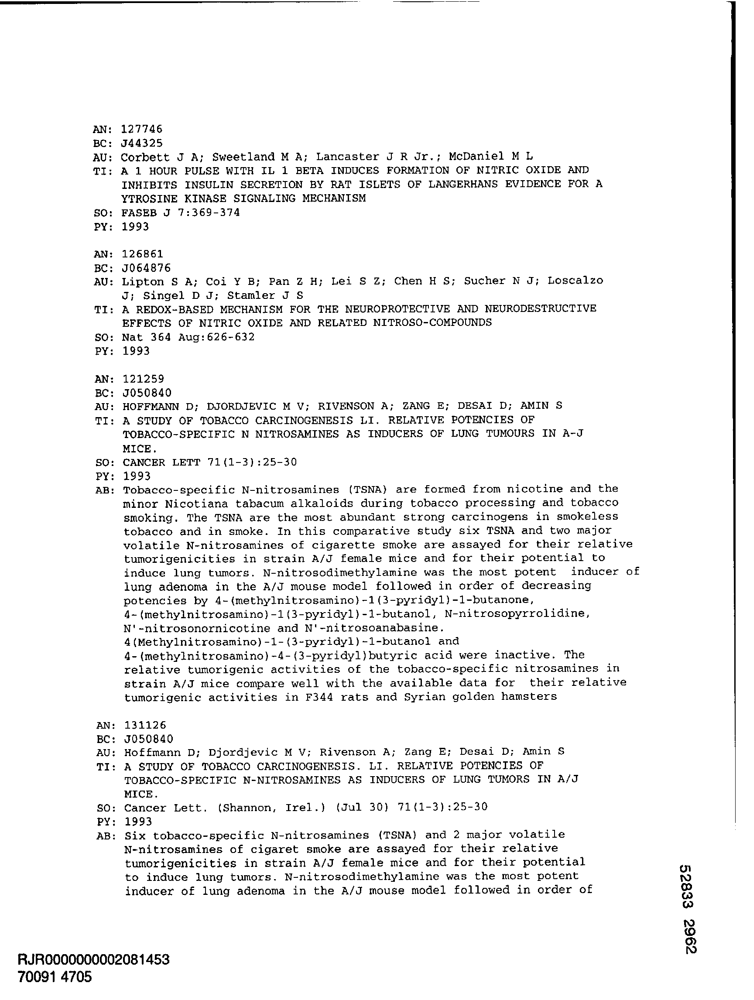 AN: 127746
BC: J44325
AU: Corbett J A; Sweetland M A; Lancaster J R Jr.; McDaniel M L
TI: A 1 HOUR PULSE WITH IL 1 BETA INDUCES FORMATION OF NITRIC OXIDE AND
INHIBITS INSULIN SECRETION BY RAT ISLETS OF LANGERHANS EVIDENCE FOR A
YTROSINE KINASE SIGNALING MECHANISM
SO: FASEB J 7:369-374
PY: 1993
AN: 126861
BC: J064876
AU: Lipton S A; Coi Y B; Pan Z H; Lei S Z; Chen H S; Sucher N J; Loscalzo
J; Singel D J; Stamler J S
TI: A REDOX-BASED MECHANISM FOR THE NEUROPROTECTIVE AND NEURODESTRUCTIVE
EFFECTS OF NITRIC OXIDE AND RELATED NITROSO-COMPOUNDS
SO: Nat 364 Aug:626-632
PY: 1993
AN: 121259
BC: J050840
AU: HOFFMANN D; DJORDJEVIC M V; RIVENSON A; ZANG E; DESAI D; AMIN S
TI: A STUDY OF TOBACCO CARCINOGENESIS LI. RELATIVE POTENCIES OF
TOBACCO-SPECIFIC N NITROSAMINES AS INDUCERS OF LUNG TUMOURS IN A-J
MICE.
SO: CANCER LETT 71(1-3):25-30
PY: 1993
AB: Tobacco-specific N-nitrosamines (TSNA) are formed from nicotine and the
minor Nicotiana tabacum alkaloids during tobacco processing and tobacco
smoking. The TSNA are the most abundant strong carcinogens in smokeless
tobacco and in smoke. In this comparative study six TSNA and two major
volatile N-nitrosamines of cigarette smoke are assayed for their relative
tumorigenicities in strain A/J female mice and for their potential to
induce lung tumors. N-nitrosodimethylamine was the most potent inducer of
lung adenoma in the A/J mouse model followed in order of decreasing
potencies by 4-(methylnitrosamino)-1(3-pyridyl)-1-butanone,
4-(methylnitrosamino)-1(3-pyridyl)-1-butanol, N-nitrosopyrrolidine,
N'-nitrosonornicotine and N'-nitrosoanabasine.
4(Methylnitrosamino)-1-(3-pyridyl)-1-butanol and
4-(methylnitrosamino)-4-(3-pyridyl)butyric acid were inactive. The
relative tumorigenic activities of the tobacco-specific nitrosamines in
strain A/J mice compare well with the available data for their relative
tumorigenic activities in F344 rats and Syrian golden hamsters
AN: 131126
BC: J050840
AU: Hoffmann D; Djordjevic M V; Rivenson A; Zang E; Desai D; Amin S
TI: A STUDY OF TOBACCO CARCINOGENESIS. LI. RELATIVE POTENCIES OF
TOBACCO-SPECIFIC N-NITROSAMINES AS INDUCERS OF LUNG TUMORS IN A/J
MICE.
SO: Cancer Lett. (Shannon, Irel.) (Jul 30) 71(1-3):25-30
PY: 1993
AB: Six tobacco-specific N-nitrosamines (TSNA) and 2 major volatile
N-nitrosamines of cigaret smoke are assayed for their relative
tumorigenicities in strain A/J female mice and for their potential
to induce lung tumors. N-nitrosodimethylamine was the most potent
inducer of lung adenoma in the A/J mouse model followed in order of
52833 2962
RJR0000000002081453
70091 4705